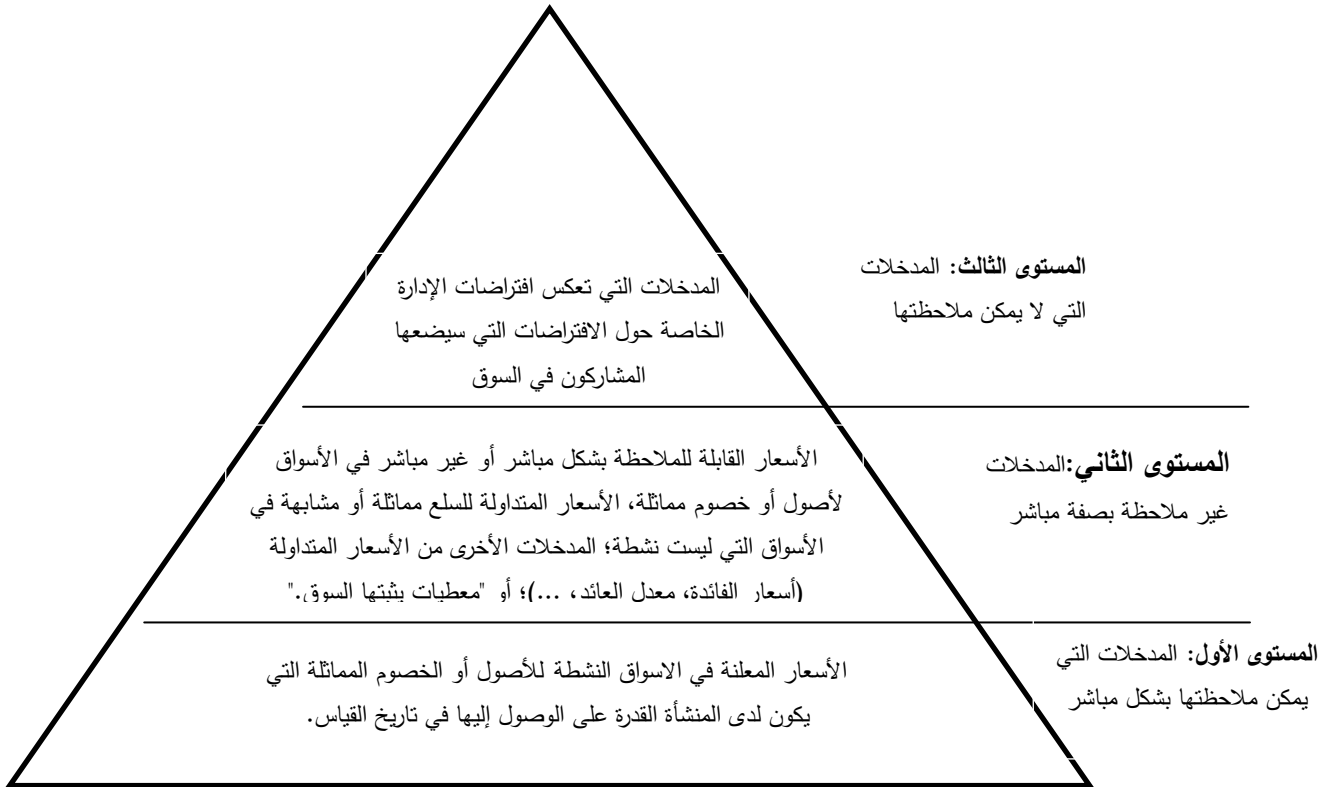 المستوى الثالث: المدخلات
التي لا يمكن ملاحظتها
المدخلات التي تعكس افتراضات الإدارة
الخاصة حول الافتراضات التي سيضعها
المشاركون في السوق
المستوى الثاني:المدخلات
غير ملاحظة بصفة مباشر
الأسعار القابلة للملاحظة بشكل مباشر أو غير مباشر في الأسواق
لأصول أو خصوم مماثلة، الأسعار المتداولة للسلع مماثلة أو مشابهة في
الأسواق التي ليست نشطة؛ المدخلات الأخرى من الأسعار المتداولة
(أسعار الفائدة، معدل العائد، ...)؛ أو "معطيات يثبتها السوق."
المستوى الأول: المدخلات التي
يمكن ملاحظتها بشكل مباشر
الأسعار المعلنة في الاسواق النشطة للأصول أو الخصوم المماثلة التي
يكون لدى المنشأة القدرة على الوصول إليها في تاريخ القياس.